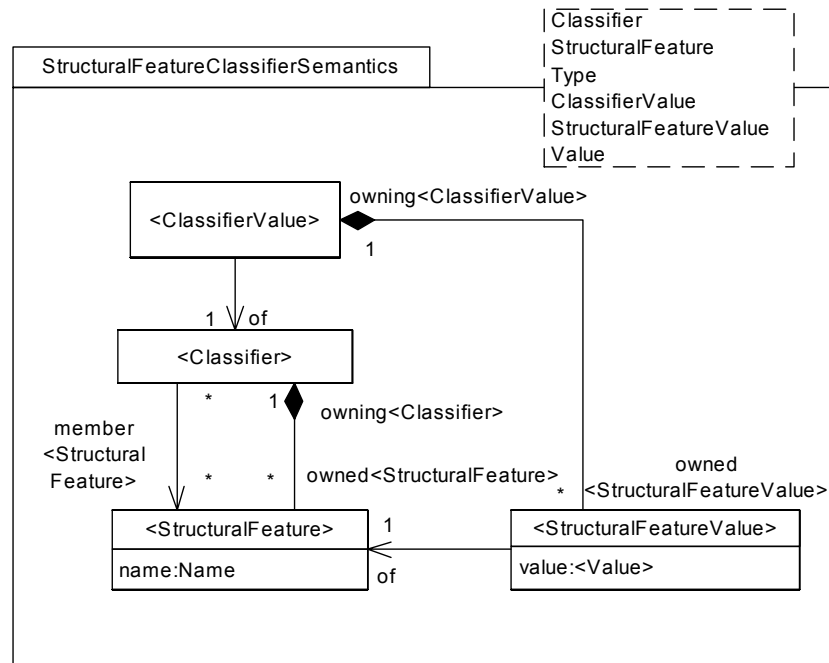 Classifier
StructuralFeature
Type
ClassifierValue
StructuralFeatureValue
Value
StructuralFeatureClassifierSemantics
<ClassifierValue>
owning<ClassifierValue>
1
1
of
<Classifier>
*
1
owning<Classifier>
member
<Structural
Feature>
*
*
owned<StructuralFeature>
*
owned
<StructuralFeatureValue>
<StructuralFeature>
name:Name
1
of
<StructuralFeatureValue>
value:<Value>